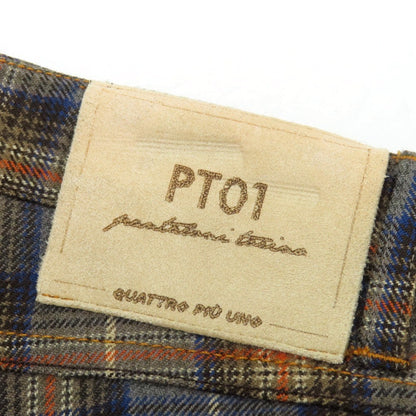 PT01
pantaloni torino
QUATTRO PIÙ UNO